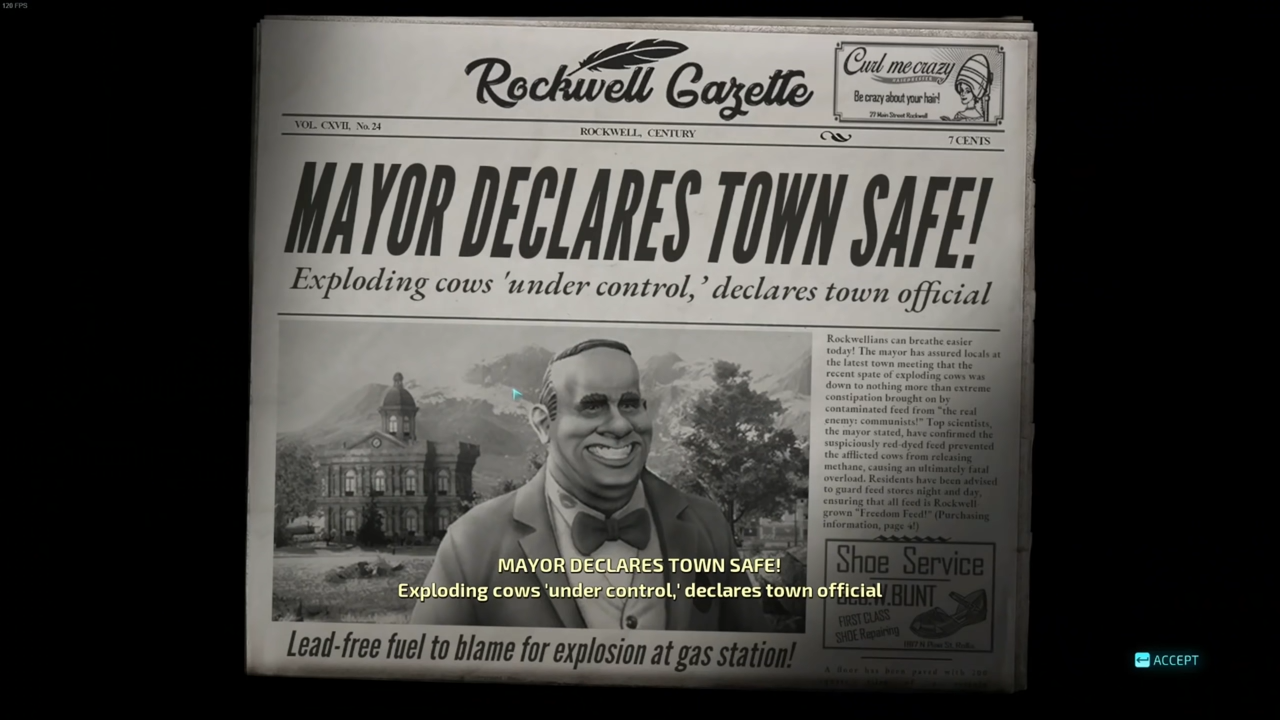 120 FPS
Rockwell Gazette
Curl me crazy
Be crazy about your hair!
27 Main Street Rockwell
VOL. CXVII, No. 24
ROCKWELL, CENTURY
7 CENTS
MAYOR DECLARES TOWN SAFE!
Exploding cows 'under control,' declares town official
Rockwellians can breathe easier
today! The mayor has assured locals at
the latest town meeting that the
recent spate of exploding cows was
down to nothing more than extreme
constipation brought on by
contaminated feed from "the real
enemy: communists!" Top scientists,
the mayor stated, have confirmed the
suspiciously red-dyed feed prevented
the afflicted cows from releasing
methane, causing an ultimately fatal
overload. Residents have been advised
to guard feed stores night and day,
ensuring that all feed is Rockwell-
grown "Freedom Feed!" (Purchasing
information, page 4!)
Shoe Service
W.BUNT
FIRST CLASS
SHOE Repairing
MAYOR DECLARES TOWN SAFE!
Exploding cows 'under control,' declares town official
Lead-free fuel to blame for explosion at gas station!
ACCEPT